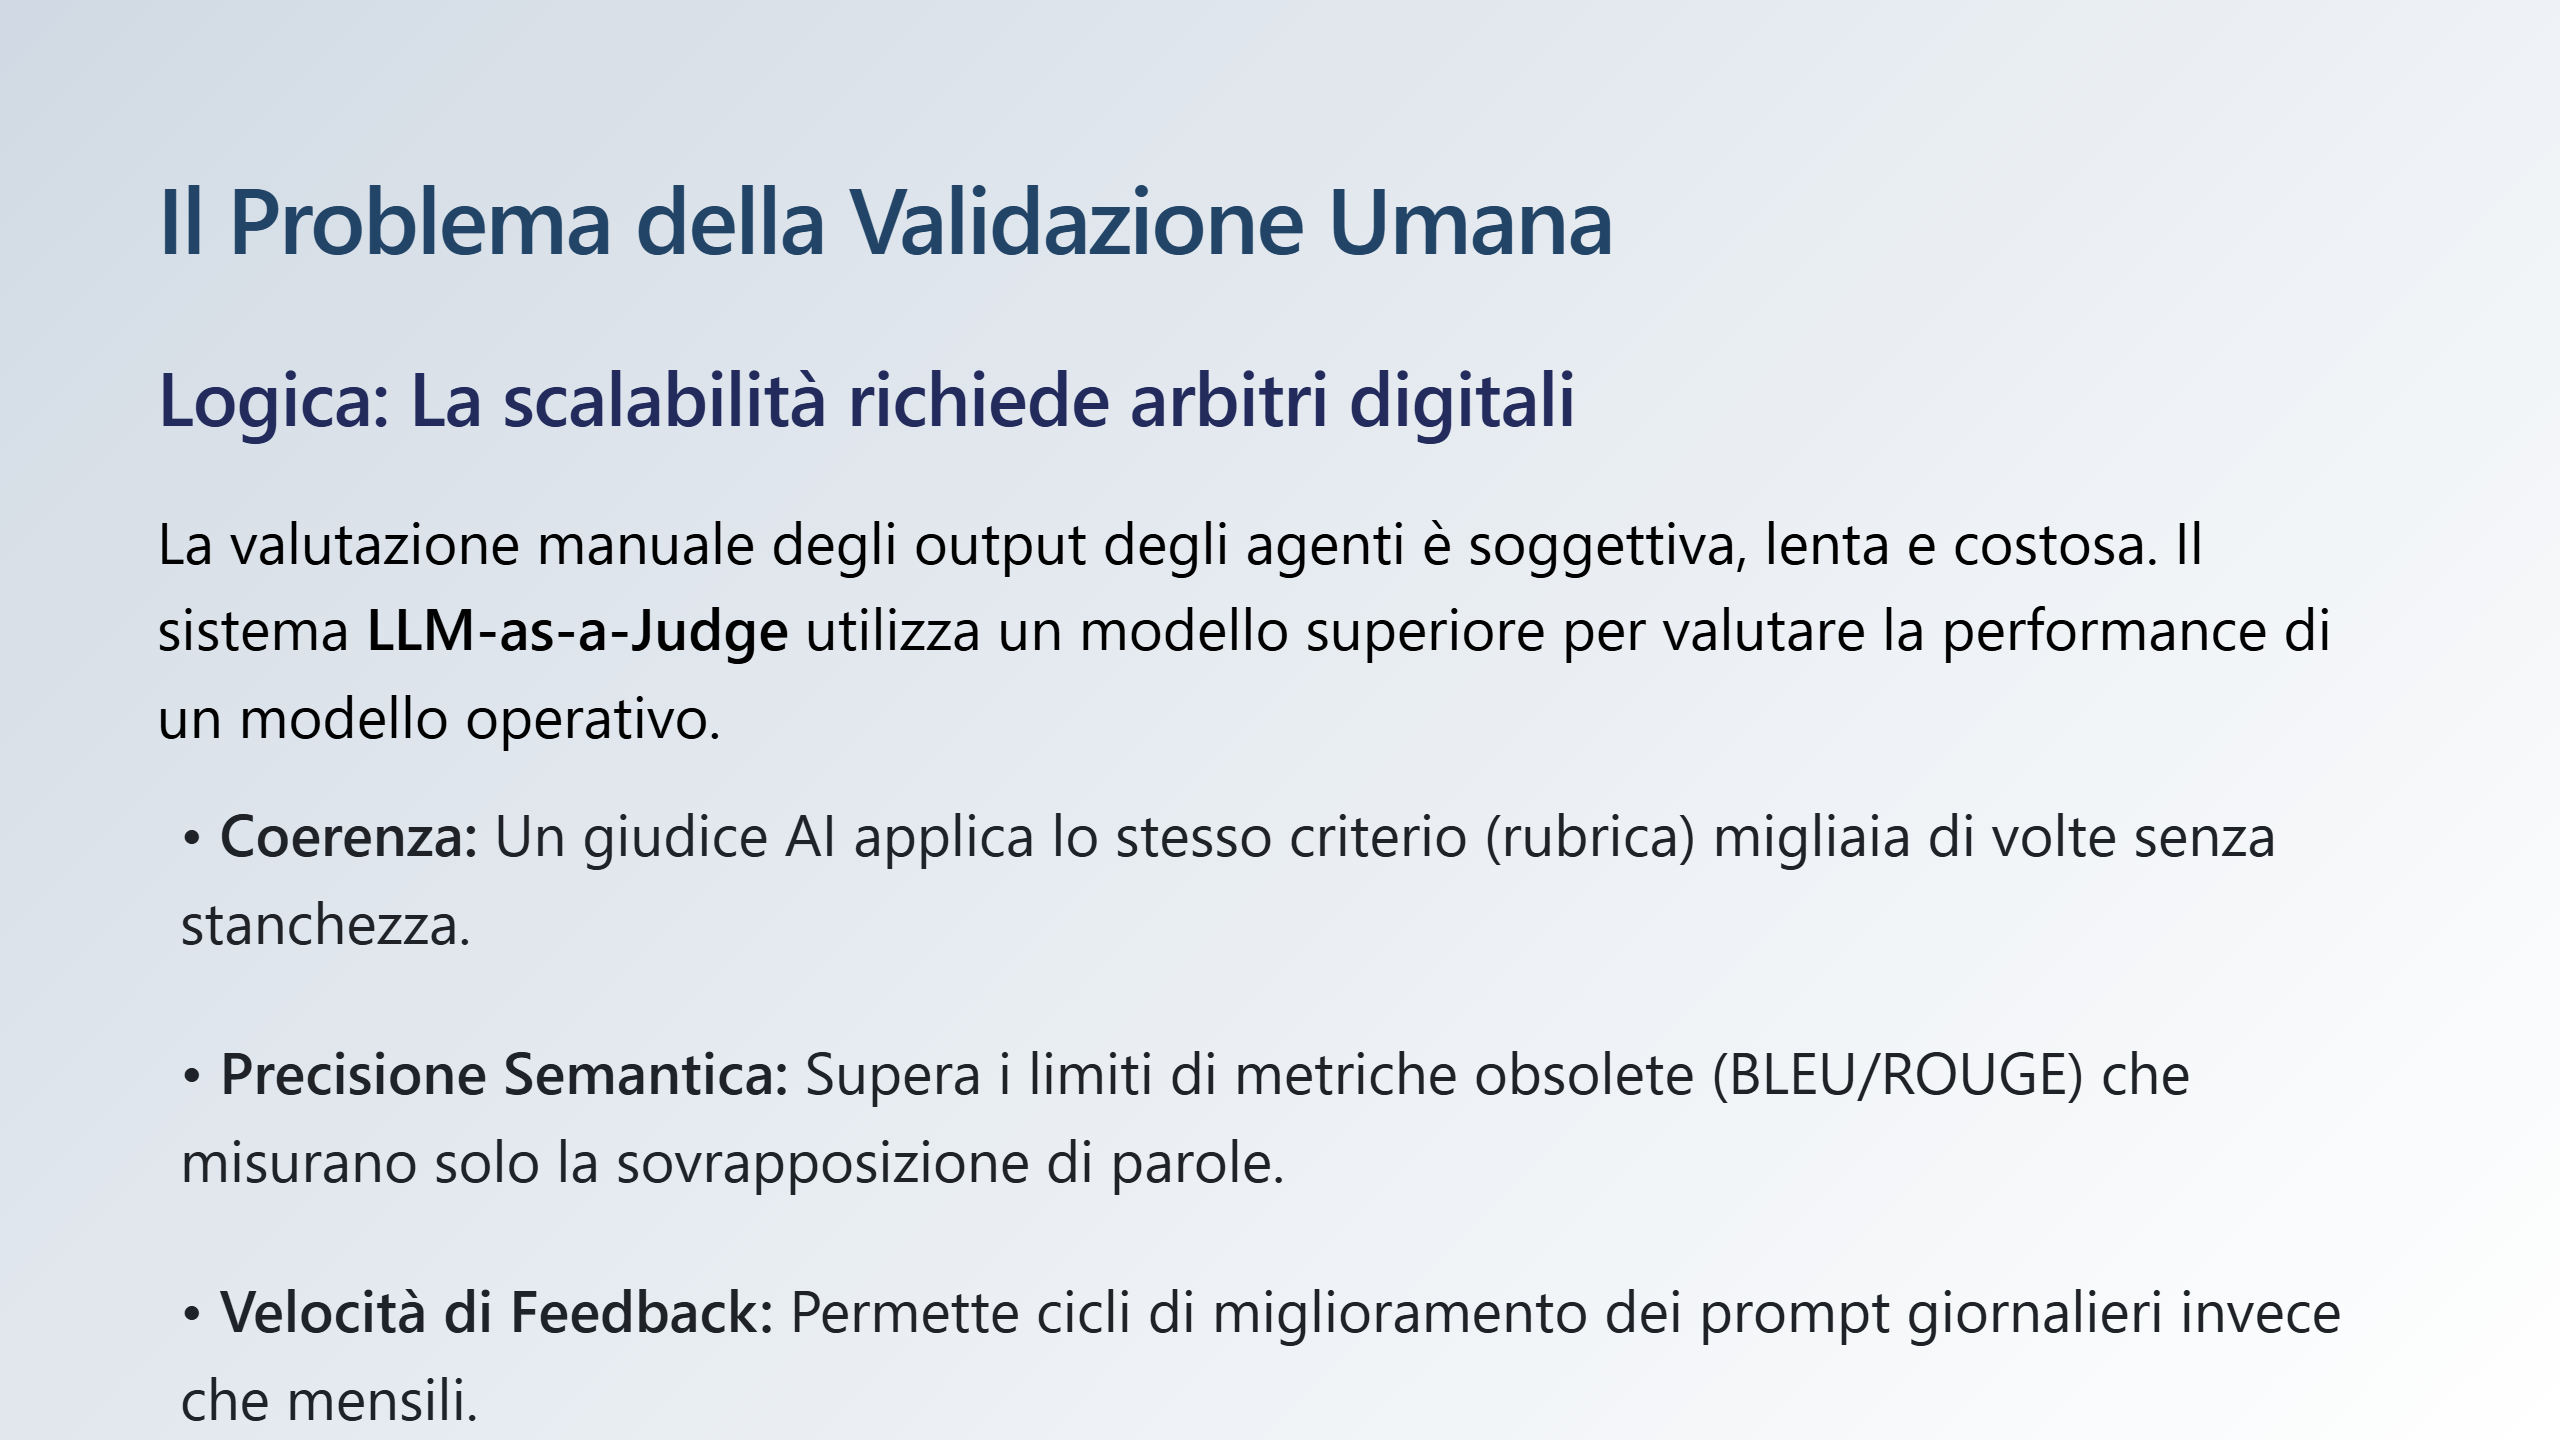 Il Problema della Validazione Umana
Logica: La scalabilità richiede arbitri digitali
La valutazione manuale degli output degli agenti è soggettiva, lenta e costosa. Il
sistema LLM-as-a-Judge utilizza un modello superiore per valutare la performance di
un modello operativo.
• Coerenza: Un giudice AI applica lo stesso criterio (rubrica) migliaia di volte senza
stanchezza.
• Precisione Semantica: Supera i limiti di metriche obsolete (BLEU/ROUGE) che
misurano solo la sovrapposizione di parole.
• Velocità di Feedback: Permette cicli di miglioramento dei prompt giornalieri invece
che mensili.